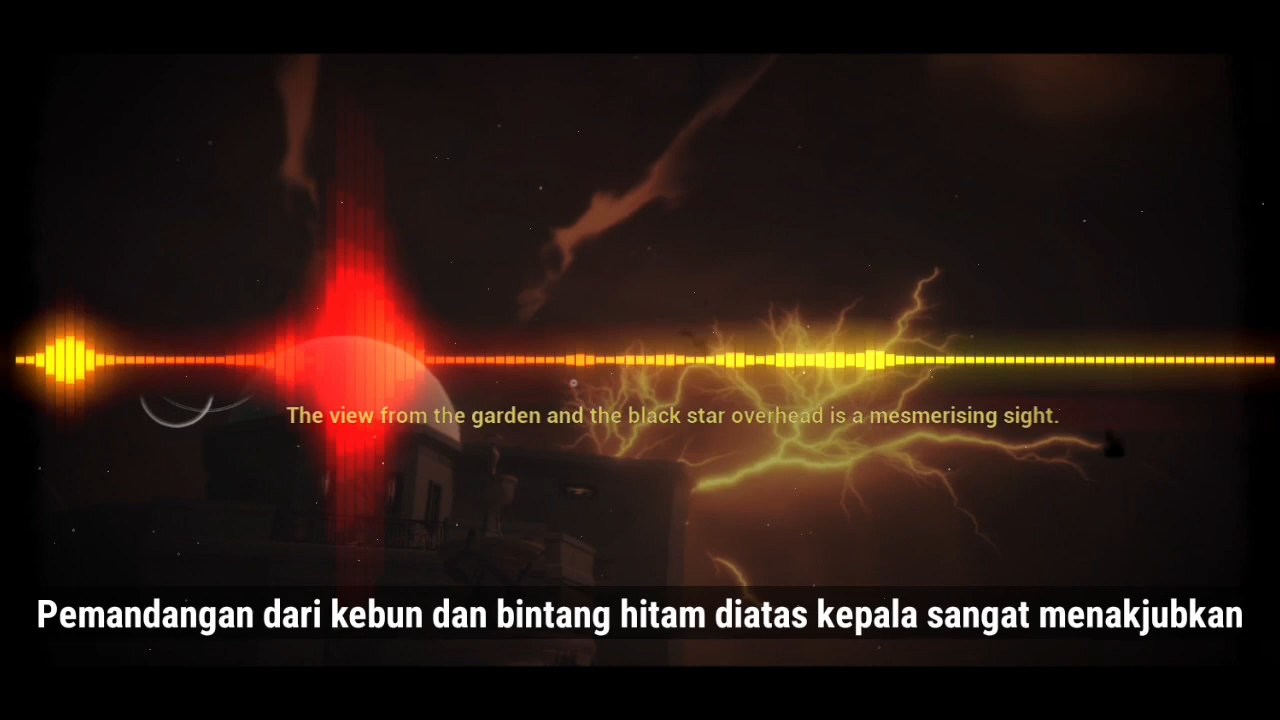 The view from the garden and the black star overhead is a mesmerising sight.
Pemandangan dari kebun dan bintang hitam diatas kepala sangat menakjubkan